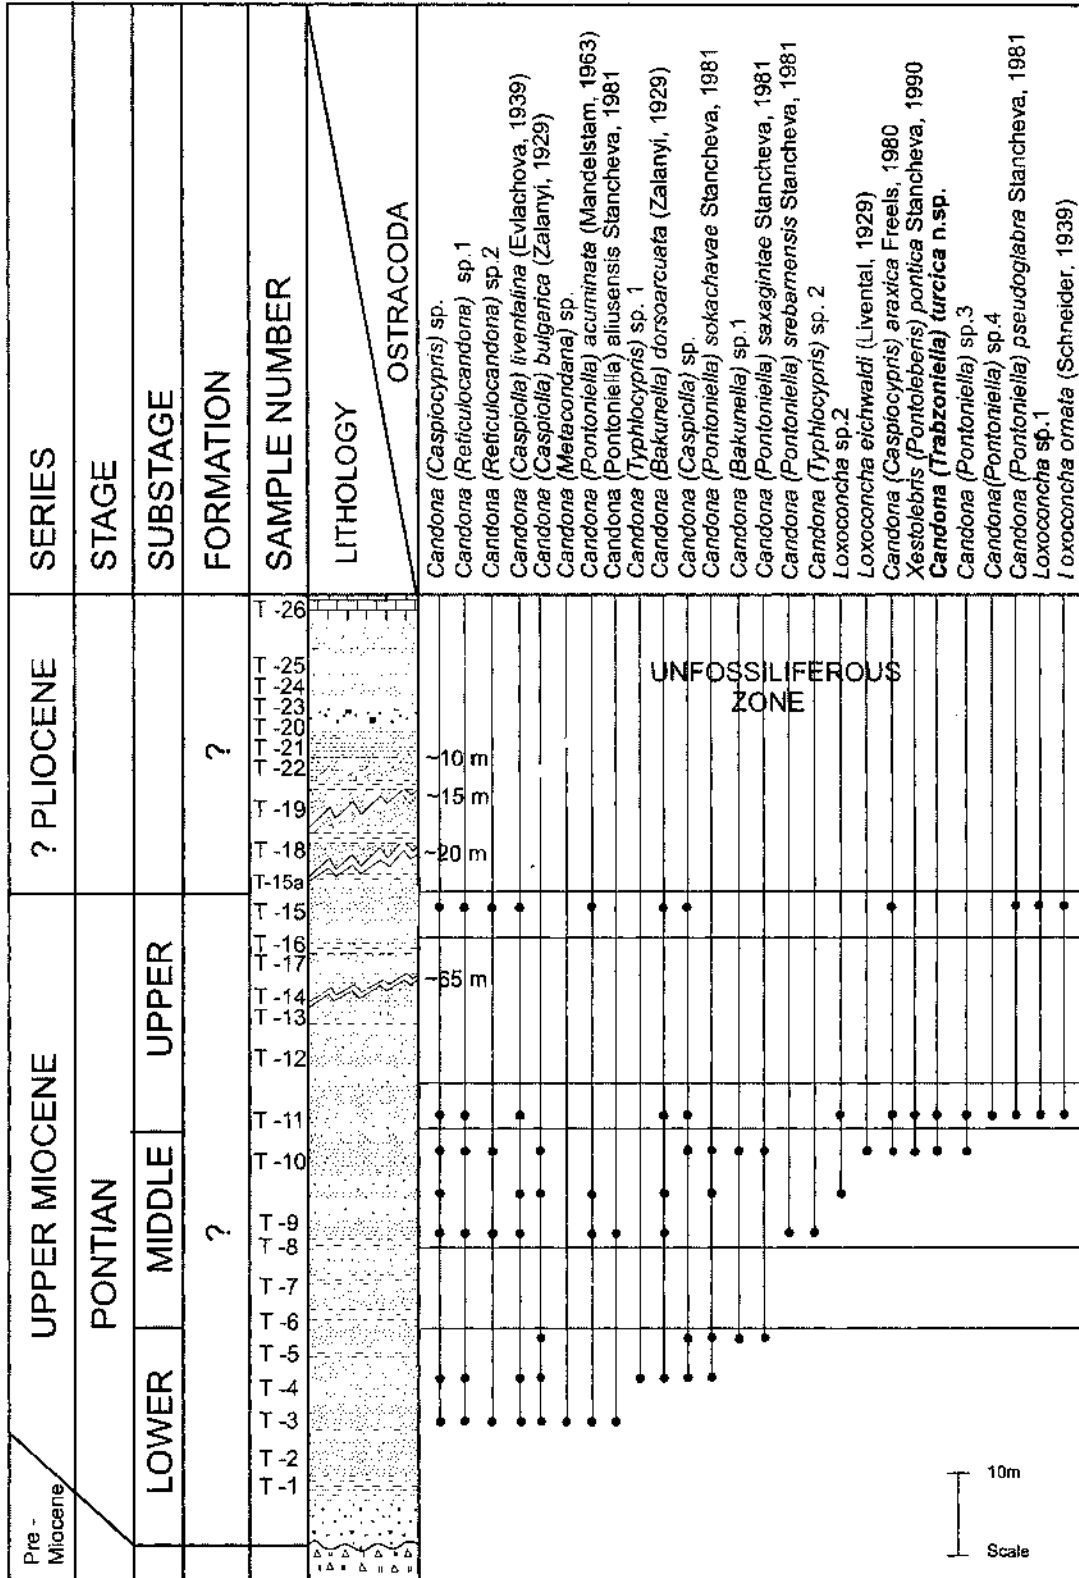 SERIES
STAGE
SUBSTAGE
FORMATION
SAMPLE NUMBER
LITHOLOGY
OSTRACODA
Candona (Caspiocypris) sp.
Candona (Reticulocandona) sp.1
Candona (Reticulocandona) sp.2
Candona (Caspiolla) liventalina (Evlachova, 1939)
Candona (Caspiolla) bulgerica (Zalanyi, 1929)
Candona (Metacondana) sp.
Candona (Pontoniella) acuminata (Mandelstam, 1963)
Candona (Pontoniella) aliusensis Stancheva, 1981
Candona (Typhlocypris) sp. 1
Candona (Bakunella) dorsoarcuata (Zalanyi, 1929)
Candona (Caspiolla) sp.
Candona (Pontoniella) sokachavae Stancheva, 1981
Candona (Bakunella) sp.1
Candona (Pontoniella) saxagintae Stancheva, 1981
Candona (Pontoniella) srebarnensis Stancheva, 1981
Candona (Typhlocypris) sp. 2
Loxoconcha sp.2
Loxoconcha eichwaldi (Livental, 1929)
Candona (Caspiocypris) araxica Freels, 1980
Xestolebris (Pontoleberis) pontica Stancheva, 1990
Candona (Trabzoniella) turcica n.sp.
Candona (Pontoniella) sp.3
Candona(Pontoniella) sp.4
Candona (Pontoniella) pseudoglabra Stancheva, 1981
Loxoconcha sp.1
Loxoconcha ornata (Schneider, 1939)
? PLIOCENE
?
T -26
T -25
T -24
T -23
T -20
T -21
T -22
T -19
T -18
T-15a
UNFOSSILIFEROUS
ZONE
~10 m
~15 m
~20 m
UPPER MIOCENE
PONTIAN
UPPER
MIDDLE
LOWER
?
T -15
T -16
T -17
T -14
T -13
T -12
T -11
T -10
T -9
T -8
T -7
T -6
T -5
T -4
T -3
T -2
T -1
~65 m
Pre -
Miocene
10m
Scale